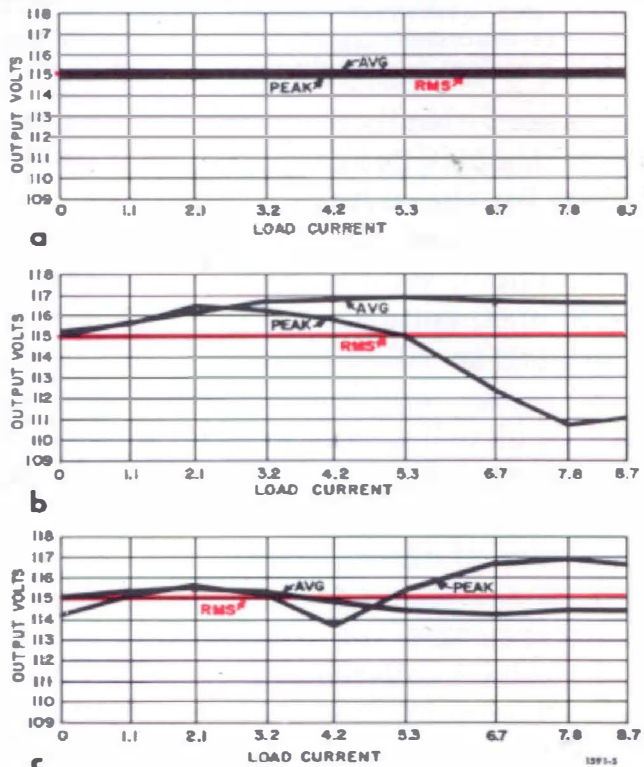 118
117
116
115
114
113
112
111
110
109
OUTPUT VOLTS
AVG
PEAK
RMS
0 1.1 2.1 3.2 4.2 5.3 6.7 7.8 8.7
LOAD CURRENT
a
118
117
116
115
114
113
112
111
110
109
OUTPUT VOLTS
AVG
PEAK
RMS
0 1.1 2.1 3.2 4.2 5.3 6.7 7.8 8.7
LOAD CURRENT
b
118
117
116
115
114
113
112
111
110
109
OUTPUT VOLTS
AVG
PEAK
RMS
0 1.1 2.1 3.2 4.2 5.3 6.7 7.8 8.7
LOAD CURRENT
c
1591-5